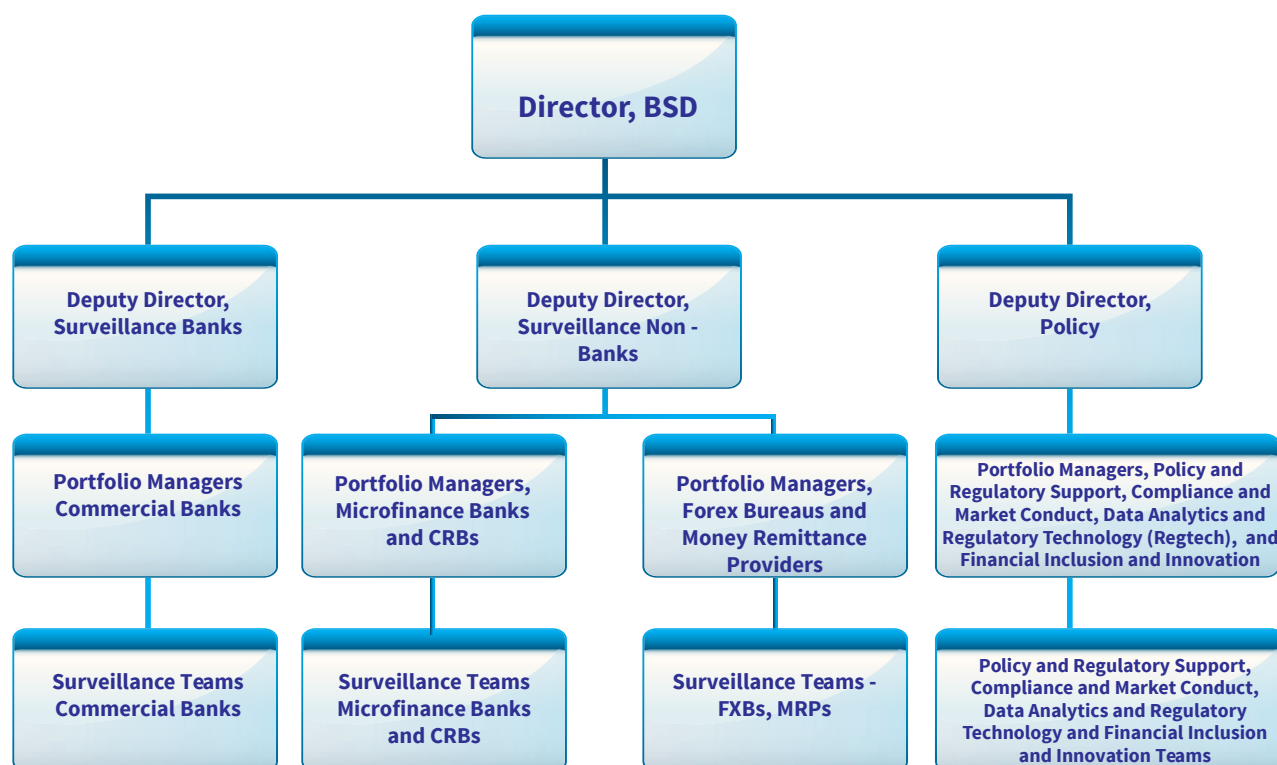 Director, BSD
Deputy Director,
Surveillance Banks
Deputy Director,
Surveillance Non -
Banks
Deputy Director,
Policy
Portfolio Managers
Commercial Banks
Portfolio Managers,
Microfinance Banks
and CRBs
Portfolio Managers,
Forex Bureaus and
Money Remittance
Providers
Portfolio Managers, Policy and
Regulatory Support, Compliance and
Market Conduct, Data Analytics and
Regulatory Technology (Regtech), and
Financial Inclusion and Innovation
Surveillance Teams
Commercial Banks
Surveillance Teams
Microfinance Banks
and CRBs
Surveillance Teams -
FXBs, MRPs
Policy and Regulatory Support,
Compliance and Market Conduct,
Data Analytics and Regulatory
Technology and Financial Inclusion
and Innovation Teams